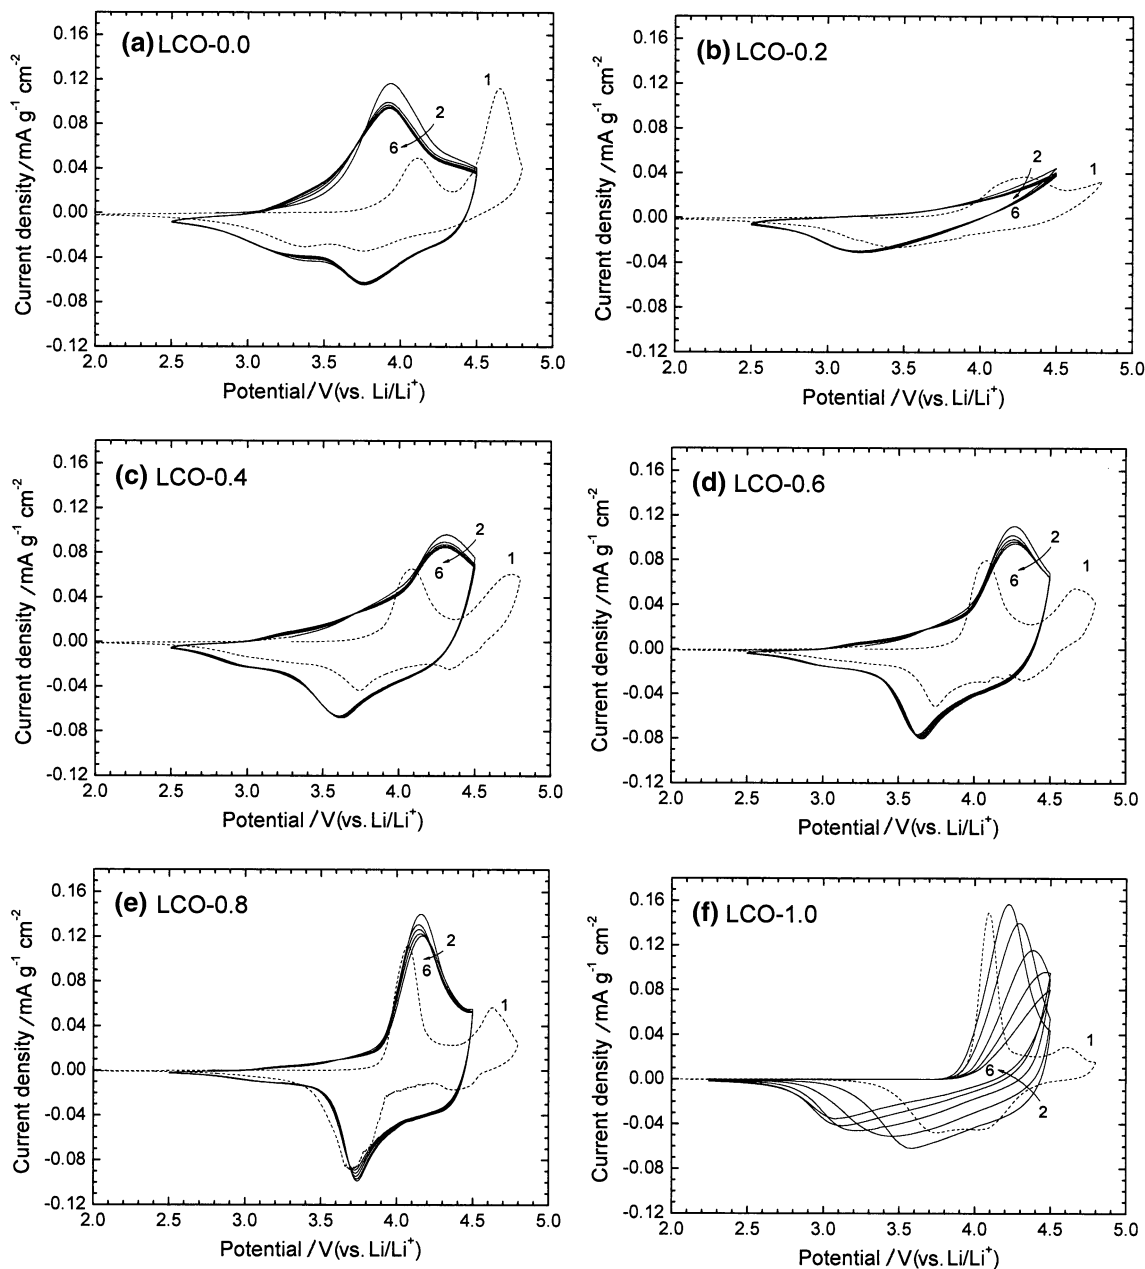 (a) LCO-0.0
0.16
0.12
0.08
0.04
0.00
-0.04
-0.08
-0.12
Current density /mA g⁻¹ cm⁻²
1
2
6
2.0 2.5 3.0 3.5 4.0 4.5 5.0
Potential/V(vs. Li/Li⁺)
(b) LCO-0.2
0.16
0.12
0.08
0.04
0.00
-0.04
-0.08
-0.12
Current density /mA g⁻¹ cm⁻²
2
1
6
2.0 2.5 3.0 3.5 4.0 4.5 5.0
Potential /V(vs. Li/Li⁺)
(c) LCO-0.4
0.16
0.12
0.08
0.04
0.00
-0.04
-0.08
-0.12
Current density /mA g⁻¹ cm⁻²
2
1
6
2.0 2.5 3.0 3.5 4.0 4.5 5.0
Potential /V(vs. Li/Li⁺)
(d) LCO-0.6
0.16
0.12
0.08
0.04
0.00
-0.04
-0.08
-0.12
Current density /mA g⁻¹ cm⁻²
2
1
6
2.0 2.5 3.0 3.5 4.0 4.5 5.0
Potential /V(vs. Li/Li⁺)
(e) LCO-0.8
0.16
0.12
0.08
0.04
0.00
-0.04
-0.08
-0.12
Current density /mA g⁻¹ cm⁻²
2
6
1
2.0 2.5 3.0 3.5 4.0 4.5 5.0
Potential /V(vs. Li/Li⁺)
(f) LCO-1.0
0.16
0.12
0.08
0.04
0.00
-0.04
-0.08
-0.12
Current density /mA g⁻¹ cm⁻²
1
6
2
2.0 2.5 3.0 3.5 4.0 4.5 5.0
Potential /V(vs. Li/Li⁺)